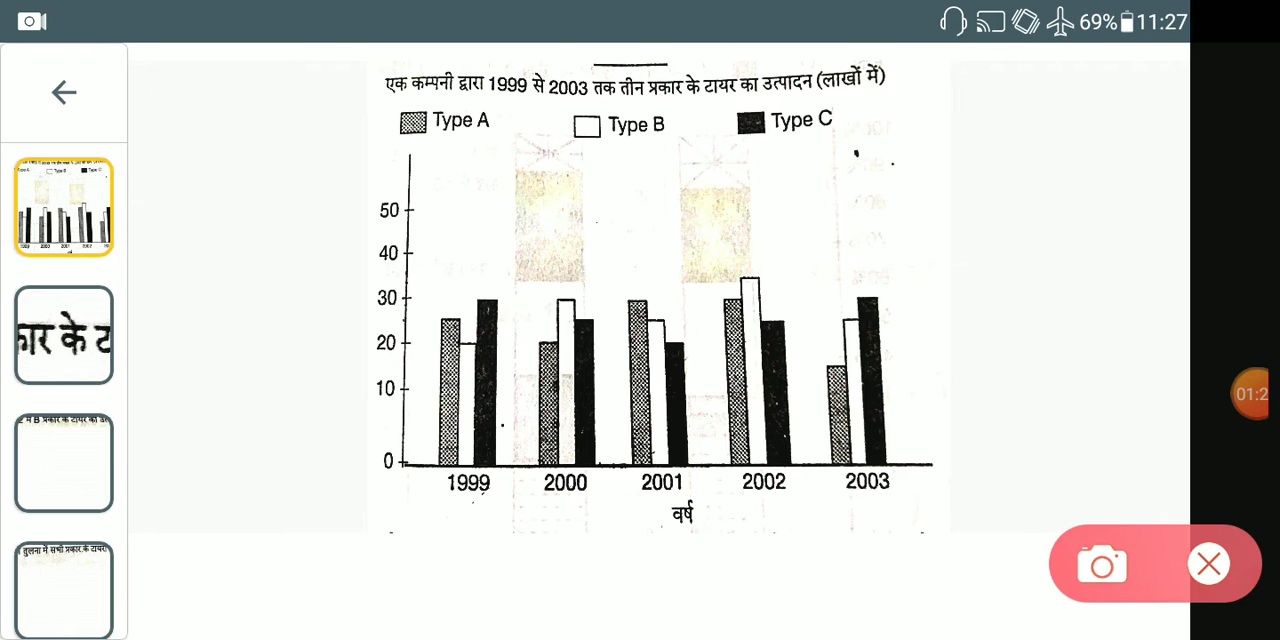 69% 11:27
एक कम्पनी द्वारा 1999 से 2003 तक तीन प्रकार के टायर का उत्पादन (लाखों में)
Type A Type B Type C
50
40
30
20
10
0
1999 2000 2001 2002 2003
वर्ष
कार के ट
01:2